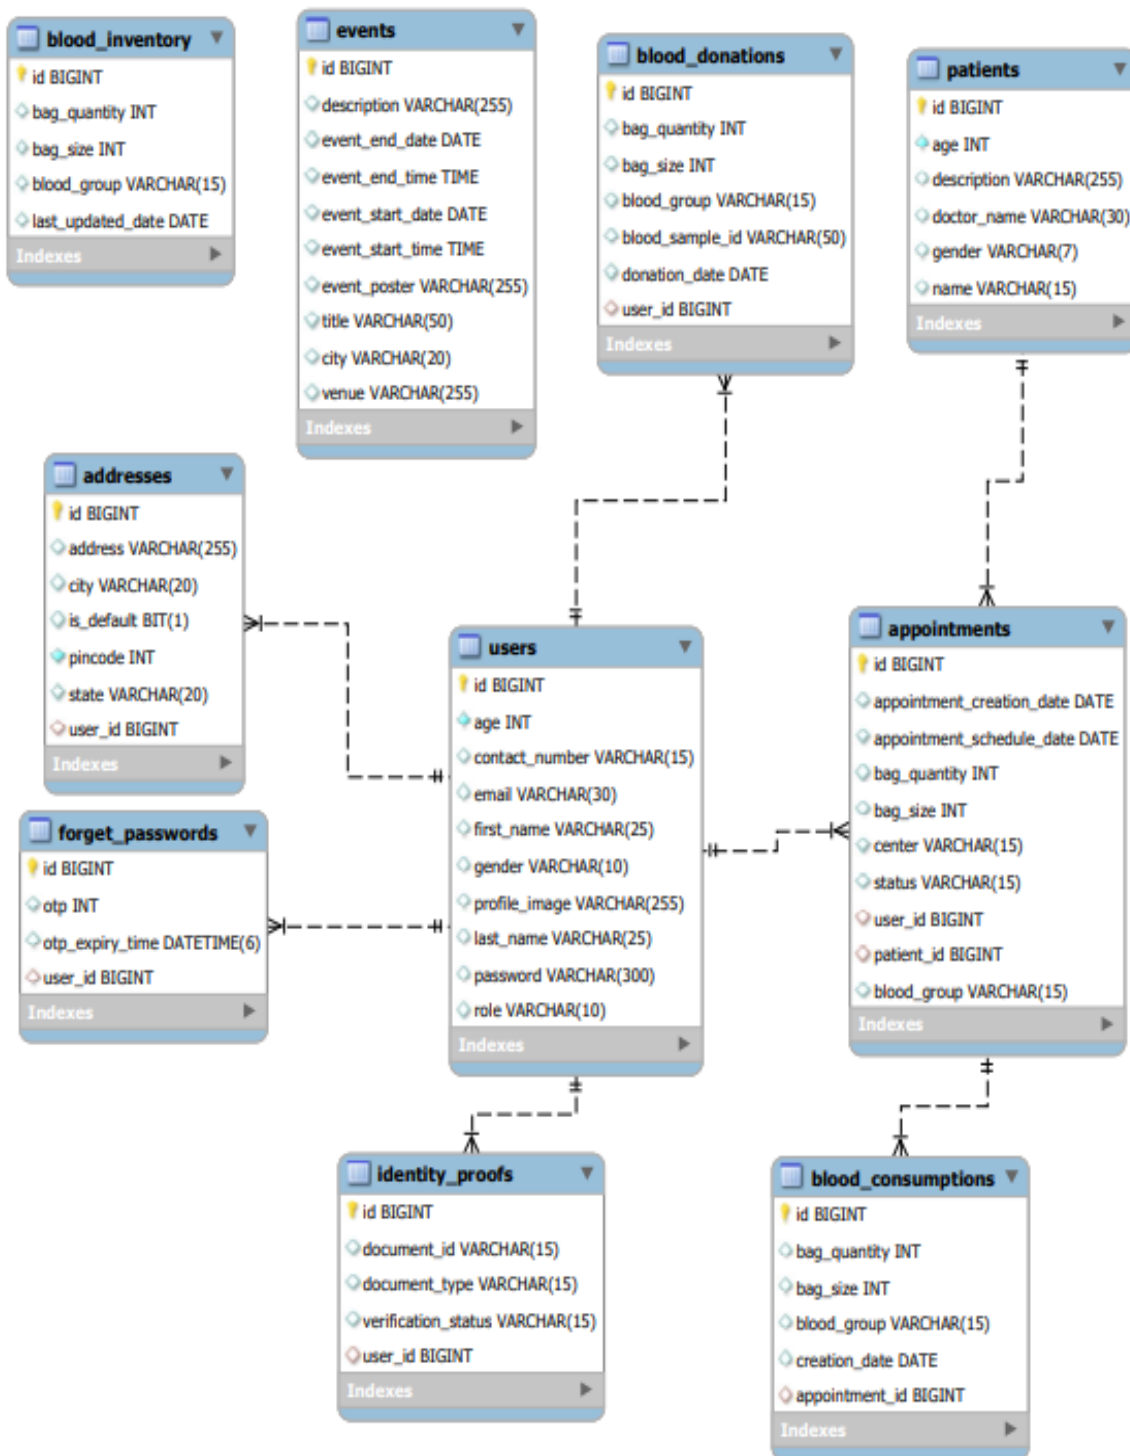 blood_inventory
id BIGINT
bag_quantity INT
bag_size INT
blood_group VARCHAR(15)
last_updated_date DATE
Indexes
events
id BIGINT
description VARCHAR(255)
event_end_date DATE
event_end_time TIME
event_start_date DATE
event_start_time TIME
event_poster VARCHAR(255)
title VARCHAR(50)
city VARCHAR(20)
venue VARCHAR(255)
Indexes
blood_donations
id BIGINT
bag_quantity INT
bag_size INT
blood_group VARCHAR(15)
blood_sample_id VARCHAR(50)
donation_date DATE
user_id BIGINT
Indexes
patients
id BIGINT
age INT
description VARCHAR(255)
doctor_name VARCHAR(30)
gender VARCHAR(7)
name VARCHAR(15)
Indexes
addresses
id BIGINT
address VARCHAR(255)
city VARCHAR(20)
is_default BIT(1)
pincode INT
state VARCHAR(20)
user_id BIGINT
Indexes
users
id BIGINT
age INT
contact_number VARCHAR(15)
email VARCHAR(30)
first_name VARCHAR(25)
gender VARCHAR(10)
profile_image VARCHAR(255)
last_name VARCHAR(25)
password VARCHAR(300)
role VARCHAR(10)
Indexes
appointments
id BIGINT
appointment_creation_date DATE
appointment_schedule_date DATE
bag_quantity INT
bag_size INT
center VARCHAR(15)
status VARCHAR(15)
user_id BIGINT
patient_id BIGINT
blood_group VARCHAR(15)
Indexes
forget_passwords
id BIGINT
otp INT
otp_expiry_time DATETIME(6)
user_id BIGINT
Indexes
identity_proofs
id BIGINT
document_id VARCHAR(15)
document_type VARCHAR(15)
verification_status VARCHAR(15)
user_id BIGINT
Indexes
blood_consumptions
id BIGINT
bag_quantity INT
bag_size INT
blood_group VARCHAR(15)
creation_date DATE
appointment_id BIGINT
Indexes